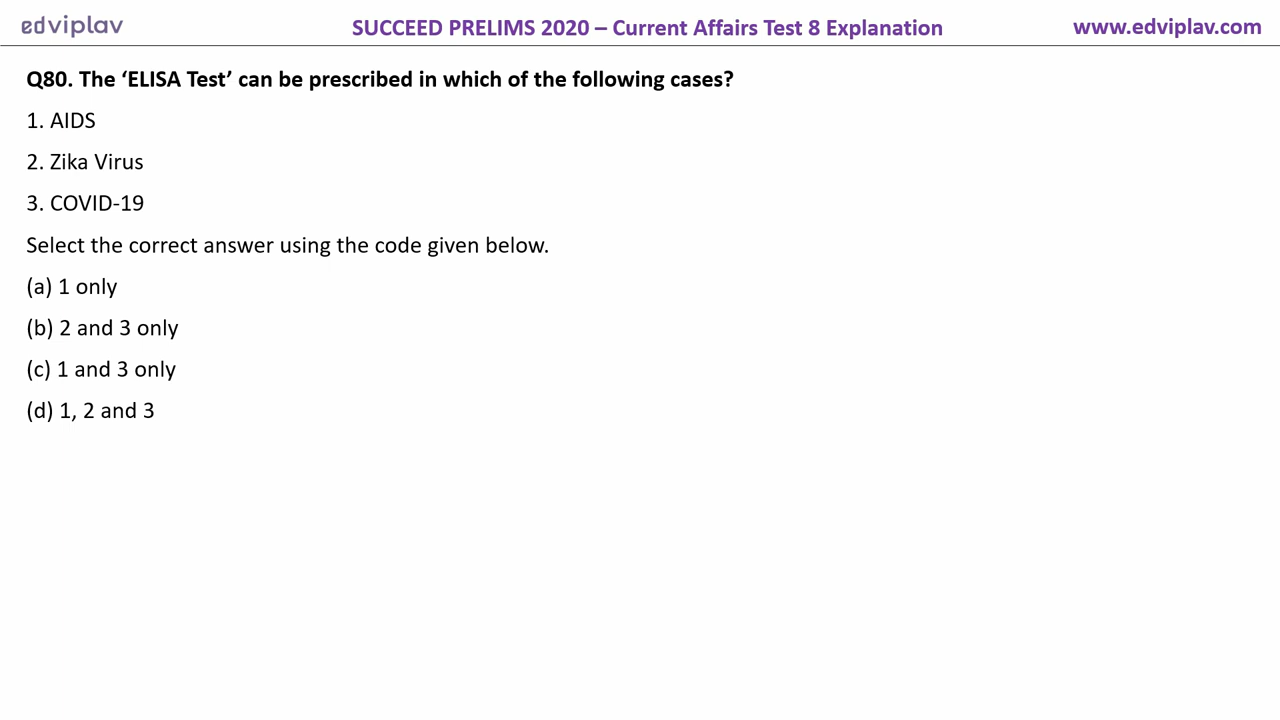 edviplav
SUCCEED PRELIMS 2020 – Current Affairs Test 8 Explanation
www.edviplav.com
Q80. The ‘ELISA Test’ can be prescribed in which of the following cases?
1. AIDS
2. Zika Virus
3. COVID-19
Select the correct answer using the code given below.
(a) 1 only
(b) 2 and 3 only
(c) 1 and 3 only
(d) 1, 2 and 3